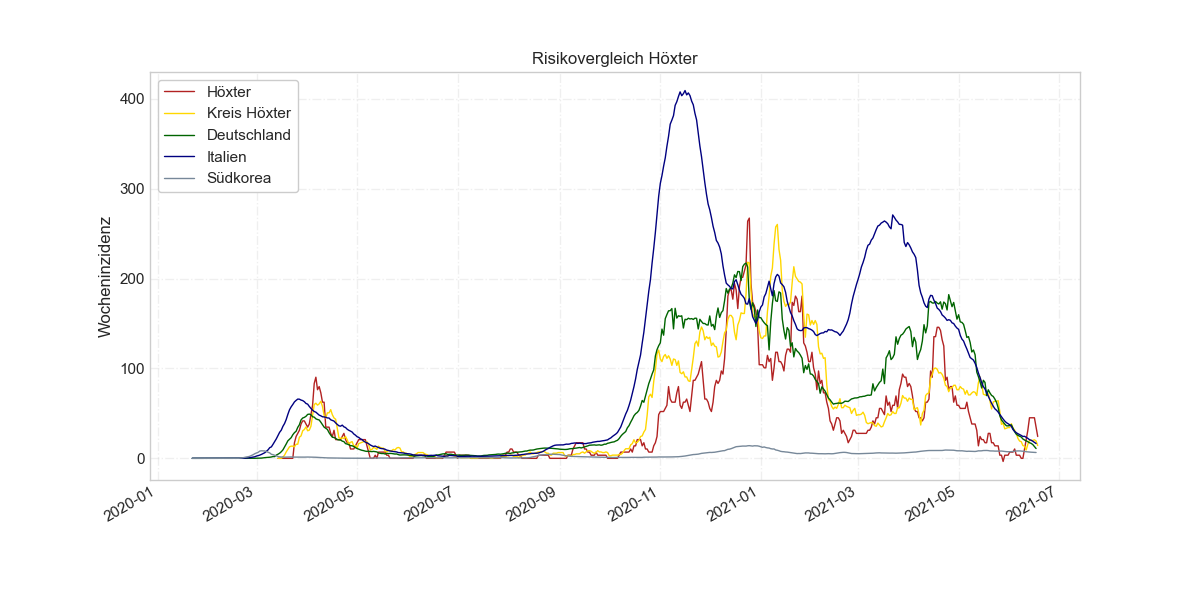 Risikovergleich Höxter
Höxter
Kreis Höxter
Deutschland
Italien
Südkorea
Wocheninzidenz
400
300
200
100
0
2020-01
2020-03
2020-05
2020-07
2020-09
2020-11
2021-01
2021-03
2021-05
2021-07